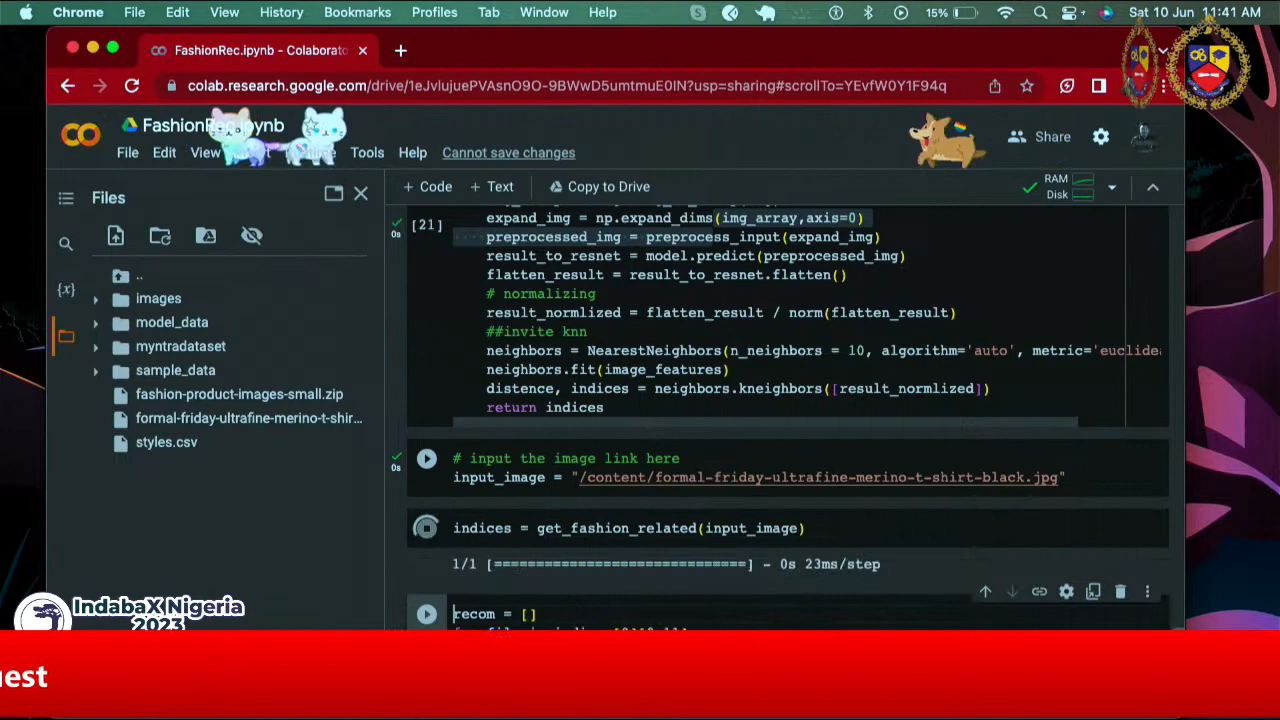 Chrome File Edit View History Bookmarks Profiles Tab Window Help 15% Sat 10 Jun 11:41 AM
FashionRec.ipynb - Colaborato
colab.research.google.com/drive/1eJvlujuePVAsnO9O-9BWwD5umtmuE0lN?usp=sharing#scrollTo=YEvfW0Y1F94q
FashionRec.ipynb
File Edit View Tools Help Cannot save changes
Share
Files
+ Code + Text Copy to Drive
RAM
Disk
[21]
0s
expand_img = np.expand_dims(img_array,axis=0)
preprocessed_img = preprocess_input(expand_img)
result_to_resnet = model.predict(preprocessed_img)
flatten_result = result_to_resnet.flatten()
# normalizing
result_normlized = flatten_result / norm(flatten_result)
##invite knn
neighbors = NearestNeighbors(n_neighbors = 10, algorithm='auto', metric='euclidea
neighbors.fit(image_features)
distence, indices = neighbors.kneighbors([result_normlized])
return indices
..
images
model_data
myntradataset
sample_data
fashion-product-images-small.zip
formal-friday-ultrafine-merino-t-shir...
styles.csv
{x}
0s
# input the image link here
input_image = "/content/formal-friday-ultrafine-merino-t-shirt-black.jpg"
indices = get_fashion_related(input_image)
1/1 [==============================] - 0s 23ms/step
recom = []
IndabaX Nigeria
2023
uest